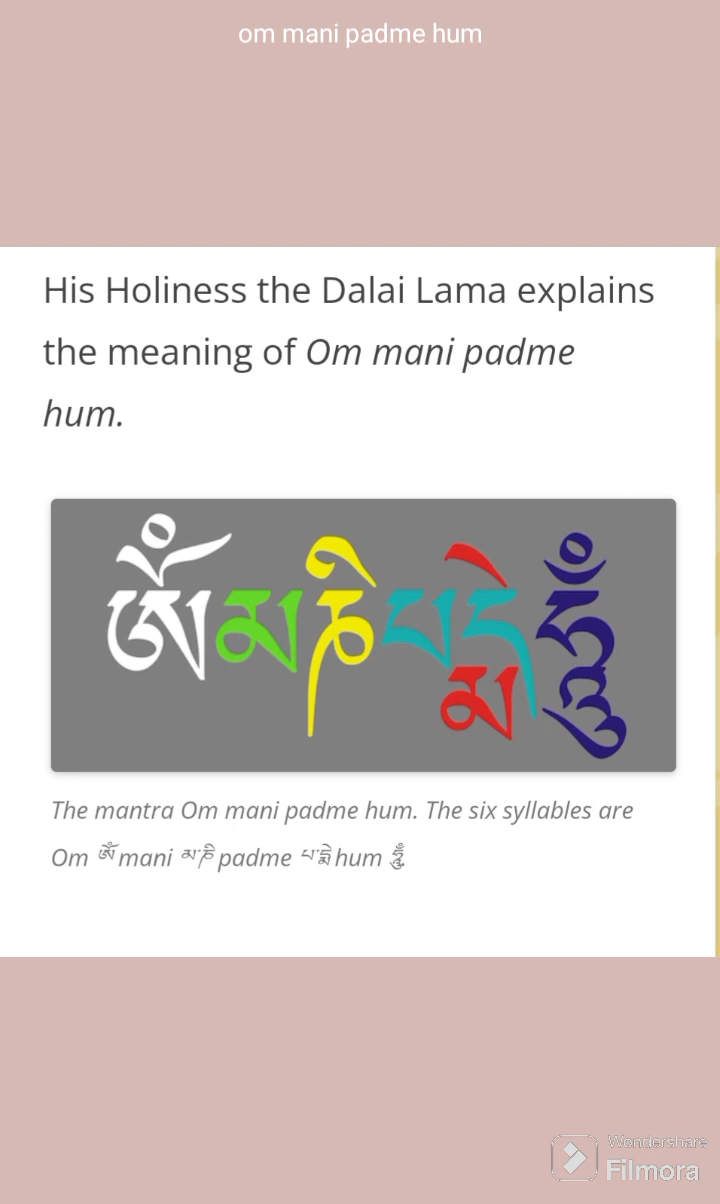 om mani padme hum
His Holiness the Dalai Lama explains
the meaning of Om mani padme
hum.
ༀམཎིཔདྨེཧཱུྃ
The mantra Om mani padme hum. The six syllables are
Om ༀ mani མ་ཎི padme པ་དྨེ hum ཧཱུྃ
Wondershare
Filmora